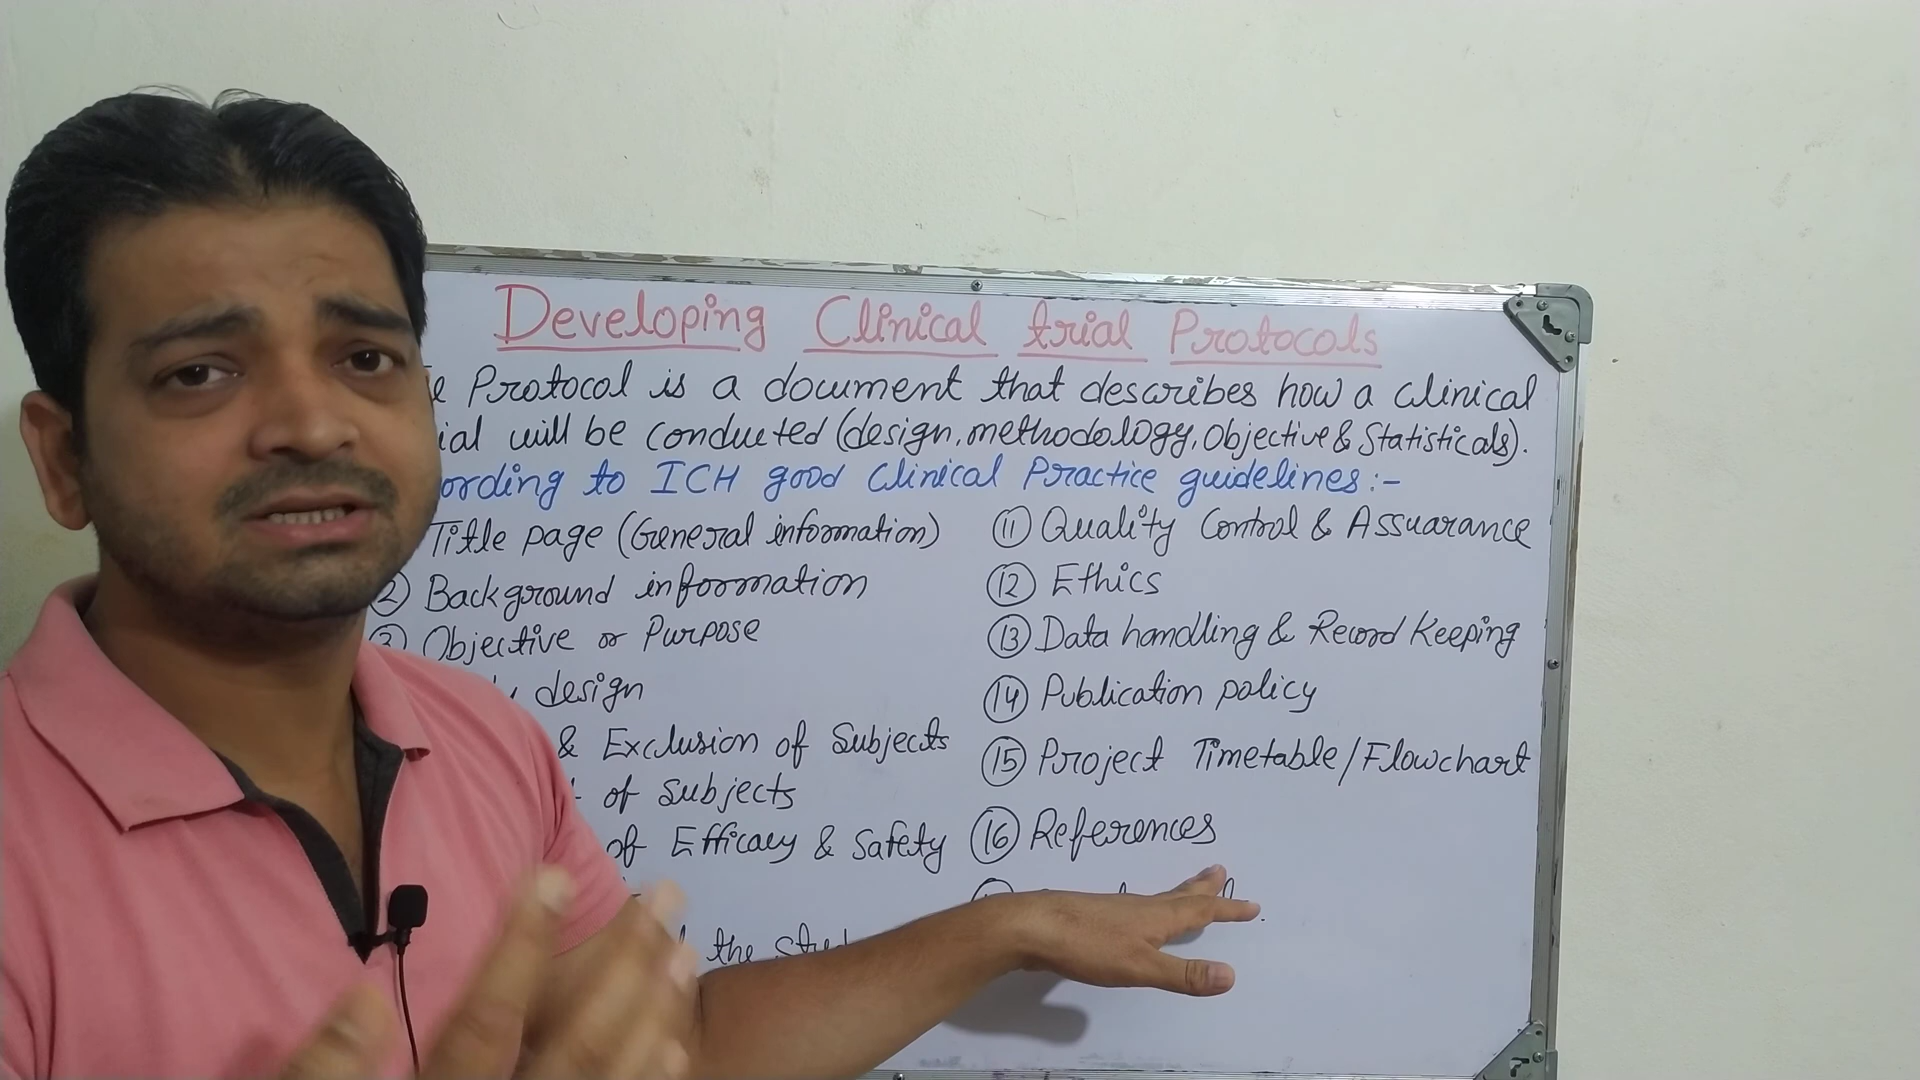 Developing Clinical trial Protocols
Protocol is a document that describes how a clinical
will be conducted (design, methodology, Objective & Statisticals).
to ICH good Clinical Practice guidelines:-
Title page (General information)
② Background information
③ Objective or Purpose
design
& Exclusion of Subjects
of Subjects
of Efficacy & Safety
the
⑪ Quality Control & Assuarance
⑫ Ethics
⑬ Data handling & Record Keeping
⑭ Publication policy
⑮ Project Timetable/Flowchart
⑯ References